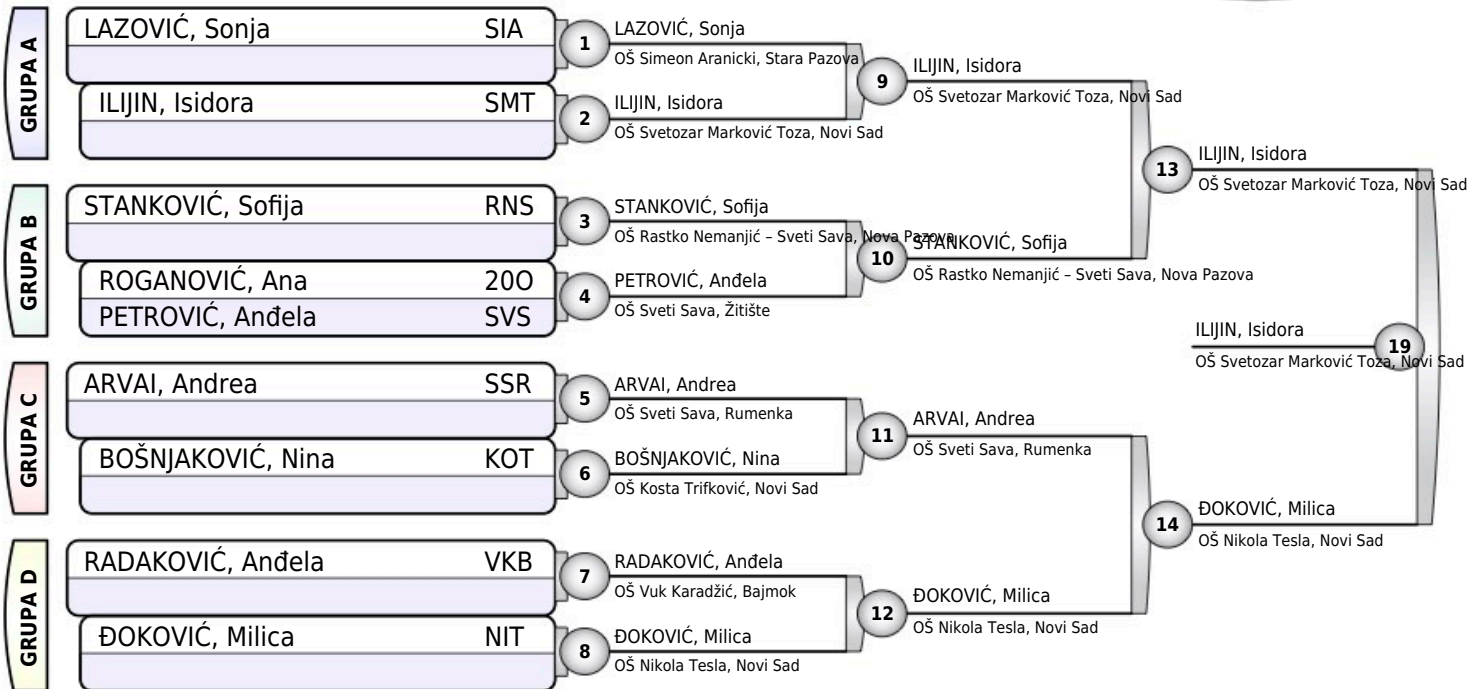 GRUPA A
LAZOVIĆ, Sonja SIA
ILIJIN, Isidora SMT
GRUPA B
STANKOVIĆ, Sofija RNS
ROGANOVIĆ, Ana 20O
PETROVIĆ, Anđela SVS
GRUPA C
ARVAI, Andrea SSR
BOŠNJAKOVIĆ, Nina KOT
GRUPA D
RADAKOVIĆ, Anđela VKB
ĐOKOVIĆ, Milica NIT
1
LAZOVIĆ, Sonja
OŠ Simeon Aranicki, Stara Pazova
2
ILIJIN, Isidora
OŠ Svetozar Marković Toza, Novi Sad
3
STANKOVIĆ, Sofija
OŠ Rastko Nemanjić – Sveti Sava, Nova Pazova
4
PETROVIĆ, Anđela
OŠ Sveti Sava, Žitište
5
ARVAI, Andrea
OŠ Sveti Sava, Rumenka
6
BOŠNJAKOVIĆ, Nina
OŠ Kosta Trifković, Novi Sad
7
RADAKOVIĆ, Anđela
OŠ Vuk Karadžić, Bajmok
8
ĐOKOVIĆ, Milica
OŠ Nikola Tesla, Novi Sad
9
ILIJIN, Isidora
OŠ Svetozar Marković Toza, Novi Sad
10
STANKOVIĆ, Sofija
OŠ Rastko Nemanjić – Sveti Sava, Nova Pazova
11
ARVAI, Andrea
OŠ Sveti Sava, Rumenka
12
ĐOKOVIĆ, Milica
OŠ Nikola Tesla, Novi Sad
13
ILIJIN, Isidora
OŠ Svetozar Marković Toza, Novi Sad
14
ĐOKOVIĆ, Milica
OŠ Nikola Tesla, Novi Sad
ILIJIN, Isidora
19
OŠ Svetozar Marković Toza, Novi Sad